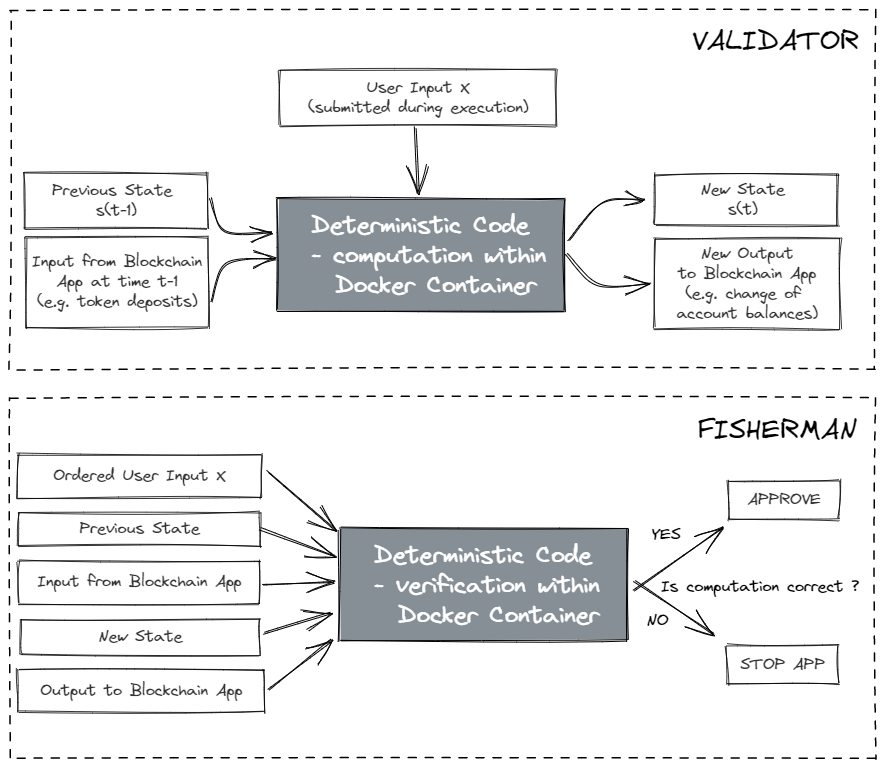 VALIDATOR
User Input X
(submitted during execution)
Previous State
s(t-1)
Input from Blockchain
App at time t-1
(e.g. token deposits)
Deterministic Code
- computation within
Docker Container
New State
s(t)
New Output
to Blockchain App
(e.g. change of
account balances)
FISHERMAN
Ordered User Input X
Previous State
Input from Blockchain App
New State
Output to Blockchain App
Deterministic Code
- verification within
Docker Container
APPROVE
YES
Is computation correct ?
NO
STOP APP